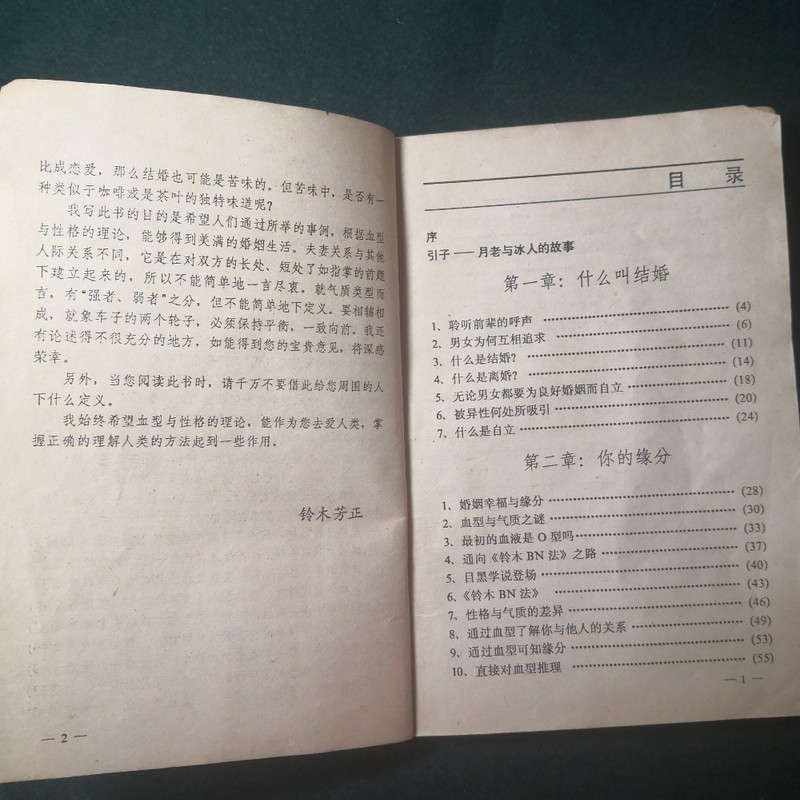 比成恋爱，那么结婚也可能是苦味的。但苦味中，是否有一
种类似于咖啡或是茶叶的独特味道呢？
我写此书的目的是希望人们通过所举的事例，根据血型
与性格的理论，能够得到美满的婚姻生活。夫妻关系与其他
人际关系不同，它是在对双方的长处、短处了如指掌的前题
下建立起来的，所以不能简单地一言尽衷。就气质类型而
言，有“强者、弱者”之分，但不能简单地下定义。要相辅相
成，就象车子的两个轮子，必须保持平衡，一致向前。我还
有论述得不很充分的地方，如能得到您的宝贵意见，将深感
荣幸。
另外，当您阅读此书时，请千万不要借此给您周围的人
下什么定义。
我始终希望血型与性格的理论，能作为您去爱人类，掌
握正确的理解人类的方法起到一些作用。
铃木芳正
— 2 —
目 录
序
引子 —— 月老与冰人的故事
第一章：什么叫结婚
1、聆听前辈的呼声 ……………………………… (4)
2、男女为何互相追求 ……………………………… (6)
3、什么是结婚？ ……………………………… (11)
4、什么是离婚？ ……………………………… (14)
5、无论男女都要为良好婚姻而自立 ……………………… (18)
6、被异性何处所吸引 ……………………………… (20)
7、什么是自立 ……………………………… (24)
第二章：你的缘分
1、婚姻幸福与缘分 ……………………………… (28)
2、血型与气质之谜 ……………………………… (30)
3、最初的血液是 O 型吗 ……………………………… (33)
4、通向《铃木 BN 法》之路 ……………………………… (37)
5、目黑学说登场 ……………………………… (40)
6、《铃木 BN 法》 ……………………………… (43)
7、性格与气质的差异 ……………………………… (46)
8、通过血型了解你与他人的关系 ……………………… (49)
9、通过血型可知缘分 ……………………………… (53)
10、直接对血型推理 ……………………………… (55)
— 1 —